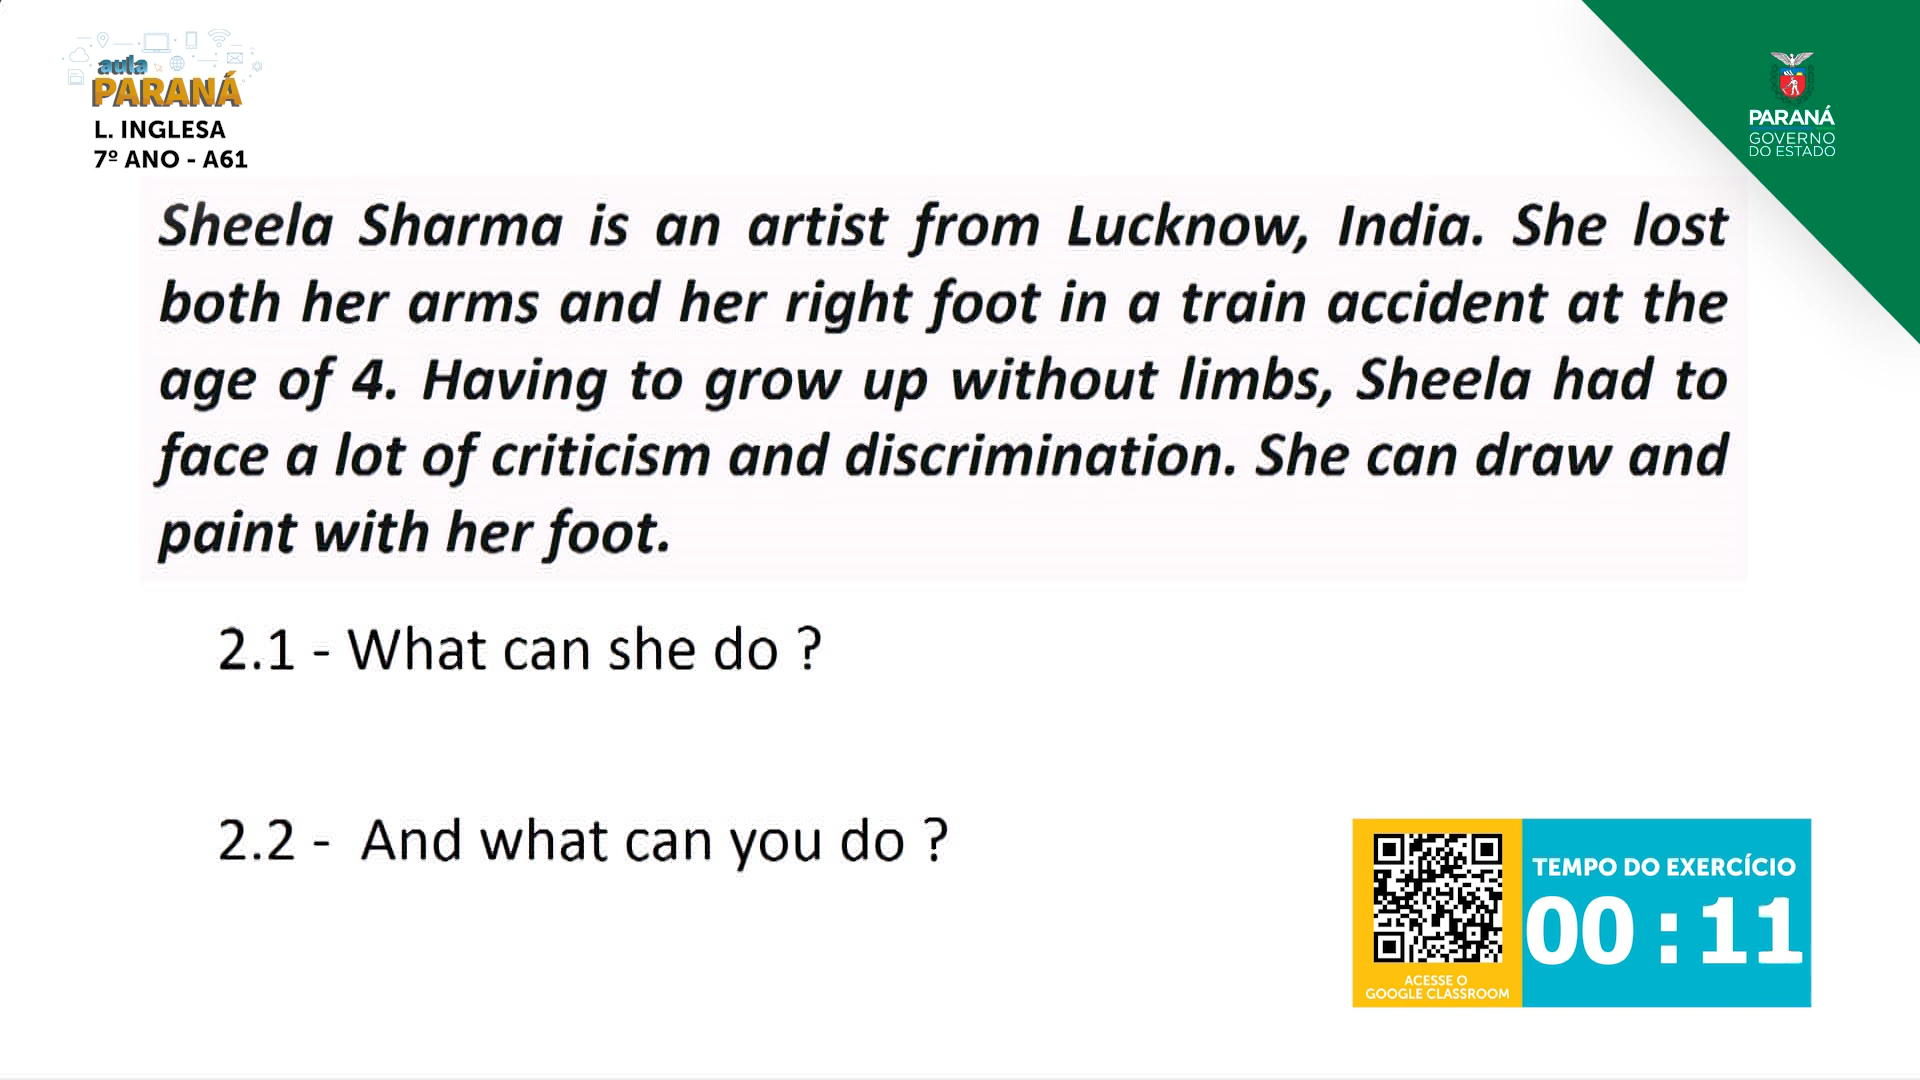 aula
PARANÁ
L. INGLESA
7º ANO - A61
PARANÁ
GOVERNO
DO ESTADO
Sheela Sharma is an artist from Lucknow, India. She lost
both her arms and her right foot in a train accident at the
age of 4. Having to grow up without limbs, Sheela had to
face a lot of criticism and discrimination. She can draw and
paint with her foot.
2.1 - What can she do ?
2.2 - And what can you do ?
TEMPO DO EXERCÍCIO
00 : 11
ACESSE O
GOOGLE CLASSROOM